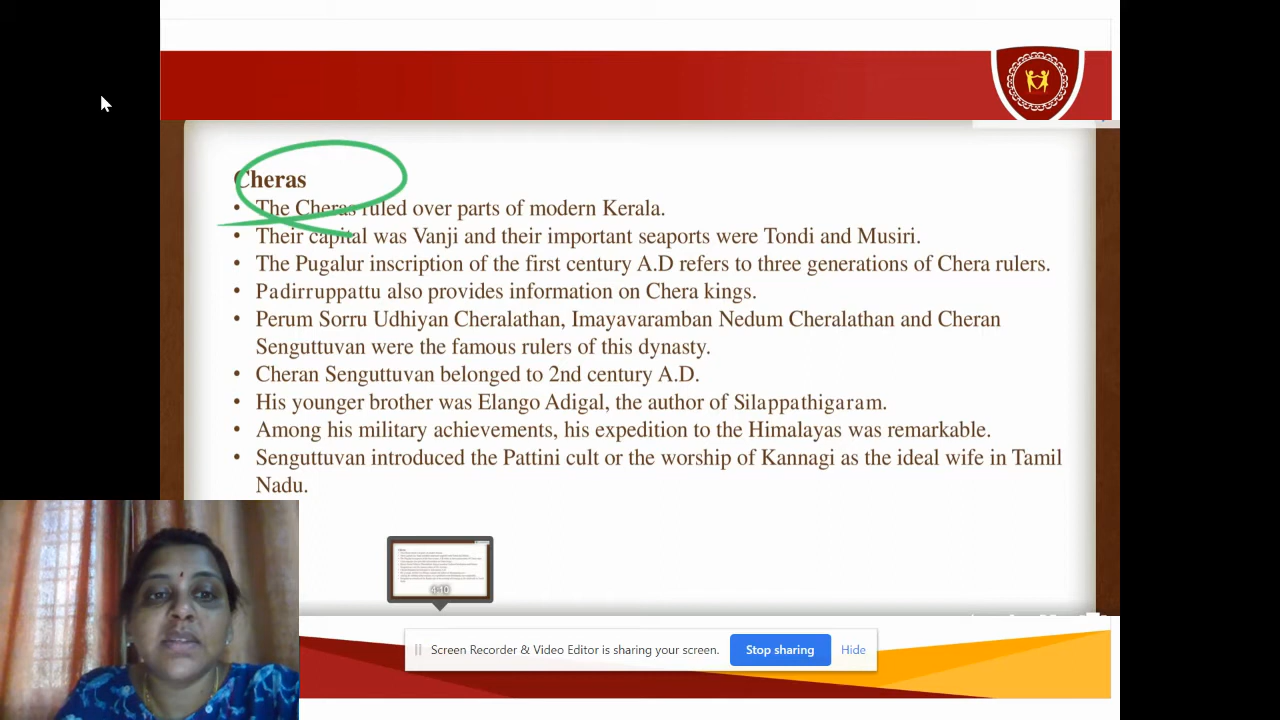 Cheras
• The Cheras ruled over parts of modern Kerala.
• Their capital was Vanji and their important seaports were Tondi and Musiri.
• The Pugalur inscription of the first century A.D refers to three generations of Chera rulers.
• Padirruppattu also provides information on Chera kings.
• Perum Sorru Udhiyan Cheralathan, Imayavaramban Nedum Cheralathan and Cheran
Senguttuvan were the famous rulers of this dynasty.
• Cheran Senguttuvan belonged to 2nd century A.D.
• His younger brother was Elango Adigal, the author of Silappathigaram.
• Among his military achievements, his expedition to the Himalayas was remarkable.
• Senguttuvan introduced the Pattini cult or the worship of Kannagi as the ideal wife in Tamil
Nadu.
4:10
Screen Recorder & Video Editor is sharing your screen. Stop sharing Hide